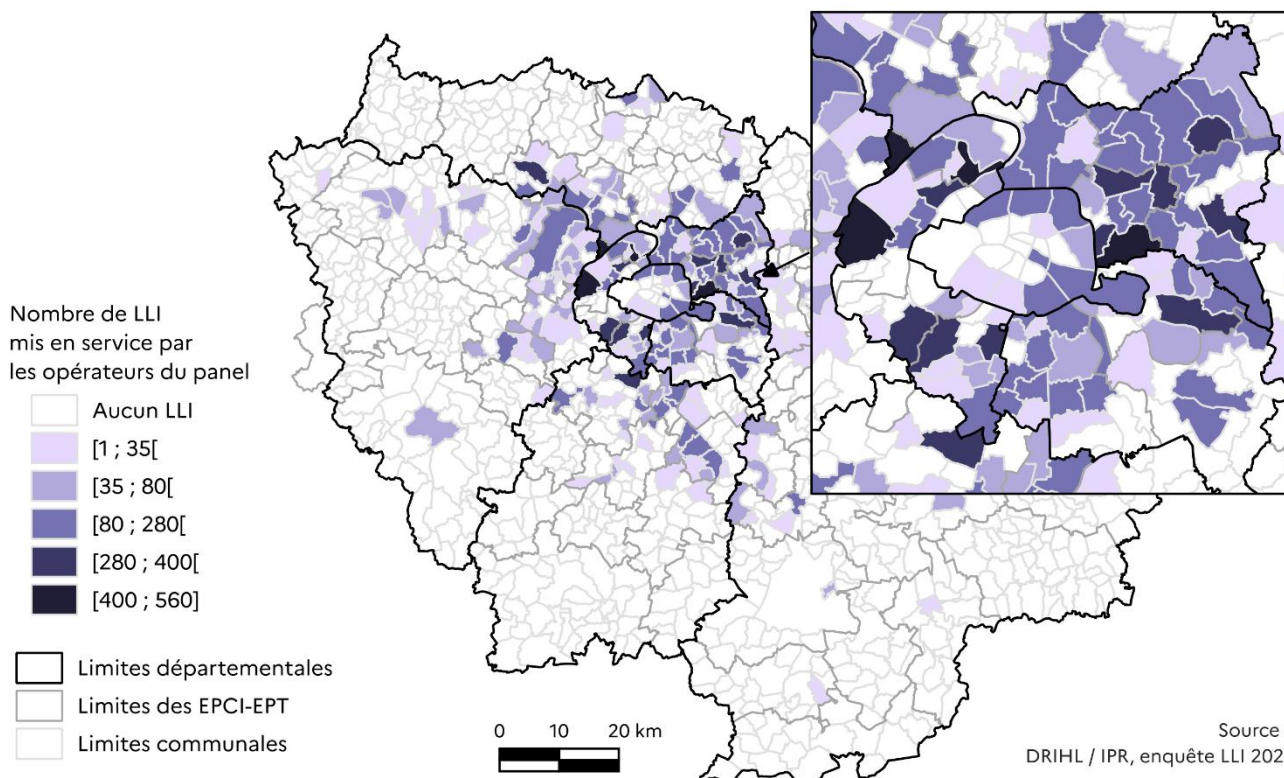 Nombre de LLI
mis en service par
les opérateurs du panel
Aucun LLI
[1 ; 35[
[35 ; 80[
[80 ; 280[
[280 ; 400[
[400 ; 560]
Limites départementales
Limites des EPCI-EPT
Limites communales
0 10 20 km
Source
DRIHL / IPR, enquête LLI 202